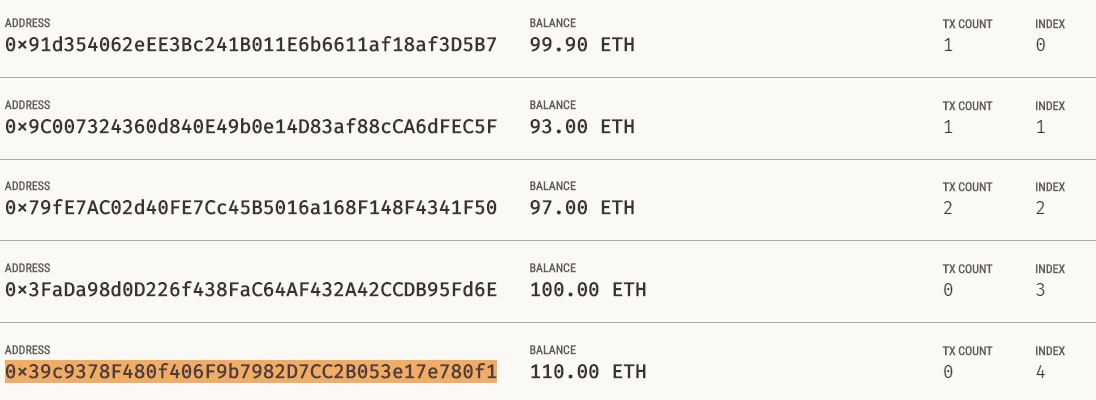 ADDRESS BALANCE TX COUNT INDEX
0x91d354062eEE3Bc241B011E6b6611af18af3D5B7 99.90 ETH 1 0
ADDRESS BALANCE TX COUNT INDEX
0x9C007324360d840E49b0e14D83af88cCA6dFEC5F 93.00 ETH 1 1
ADDRESS BALANCE TX COUNT INDEX
0x79fE7AC02d40FE7Cc45B5016a168F148F4341F50 97.00 ETH 2 2
ADDRESS BALANCE TX COUNT INDEX
0x3FaDa98d0D226f438FaC64AF432A42CCDB95Fd6E 100.00 ETH 0 3
ADDRESS BALANCE TX COUNT INDEX
0x39c9378F480f406F9b7982D7CC2B053e17e780f1 110.00 ETH 0 4